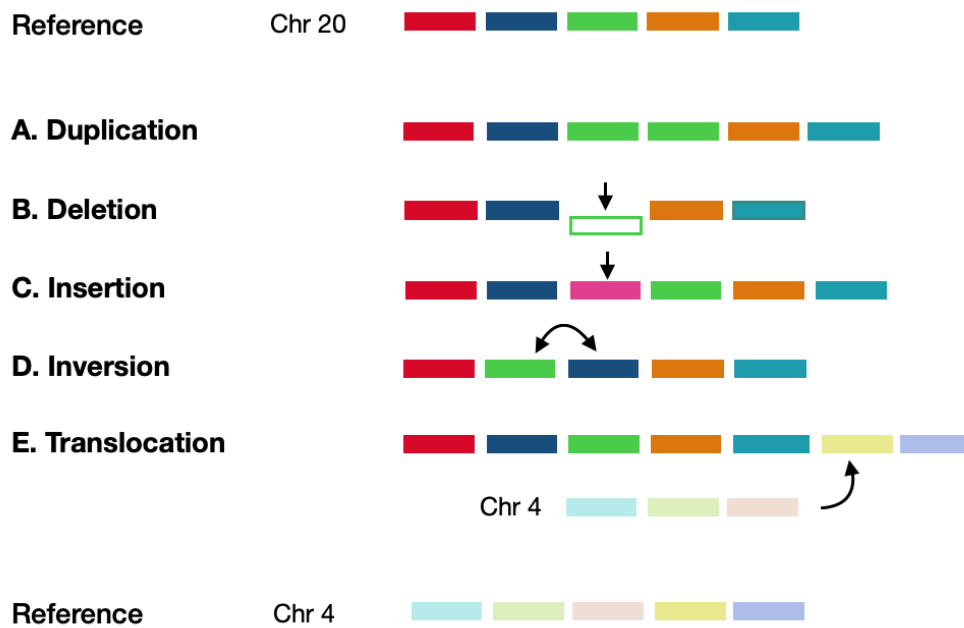 Reference Chr 20
A. Duplication
B. Deletion
C. Insertion
D. Inversion
E. Translocation
Chr 4
Reference Chr 4